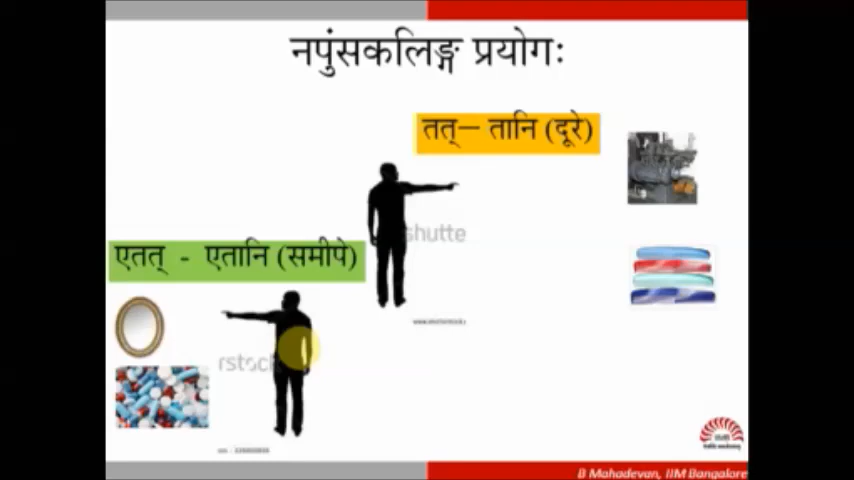 नपुंसकलिङ्ग प्रयोगः
तत्– तानि (दूरे)
shutte
एतत् - एतानि (समीपे)
rstock
B Mahadevan, IIM Bangalore